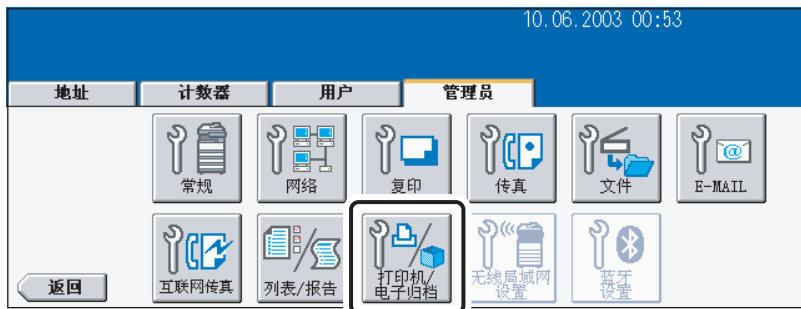 10.06.2003 00:53
地址 计数器 用户 管理员
常规 网络 复印 传真 文件 E-MAIL
互联网传真 列表/报告 打印机/
电子归档 无线局域网
设置 蓝牙
设置
返回